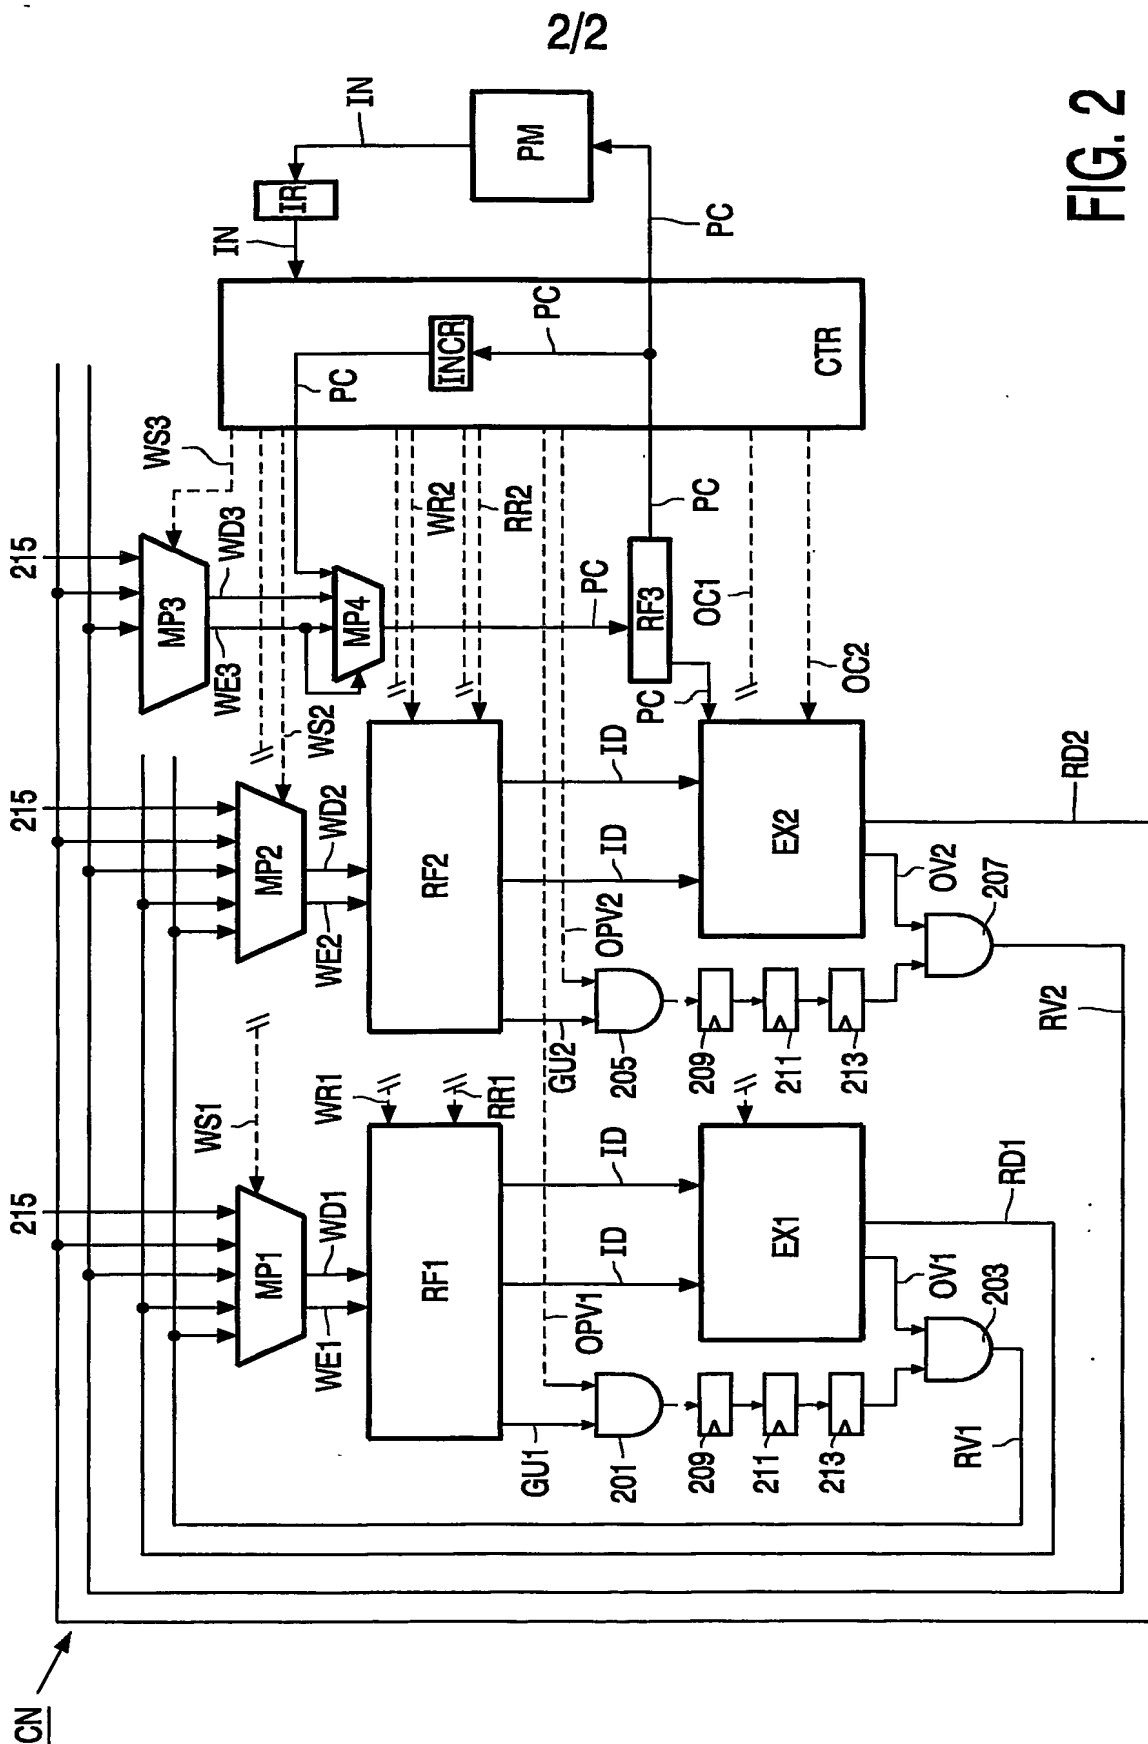 2/2
CN
215
215
215
MP1
WS1
MP2
WS2
MP3
WS3
WE1
WD1
WE2
WD2
WE3
WD3
MP4
PC
INCR
PC
IN
IR
IN
PM
PC
CTR
RF1
WR1
RR1
RF2
WR2
RR2
PC
RF3
PC
PC
GU1
OPV1
ID
ID
GU2
OPV2
ID
ID
201
205
209
211
213
209
211
213
EX1
EX2
OC1
OC2
OV1
203
RD1
RV1
OV2
207
RD2
RV2
FIG. 2